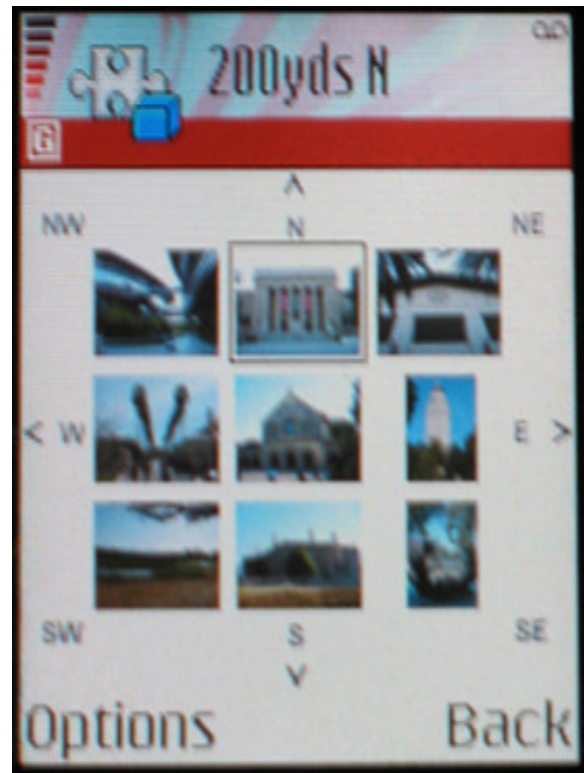 200yds N
G
^
NW N NE
< W E >
SW S SE
v
Options Back